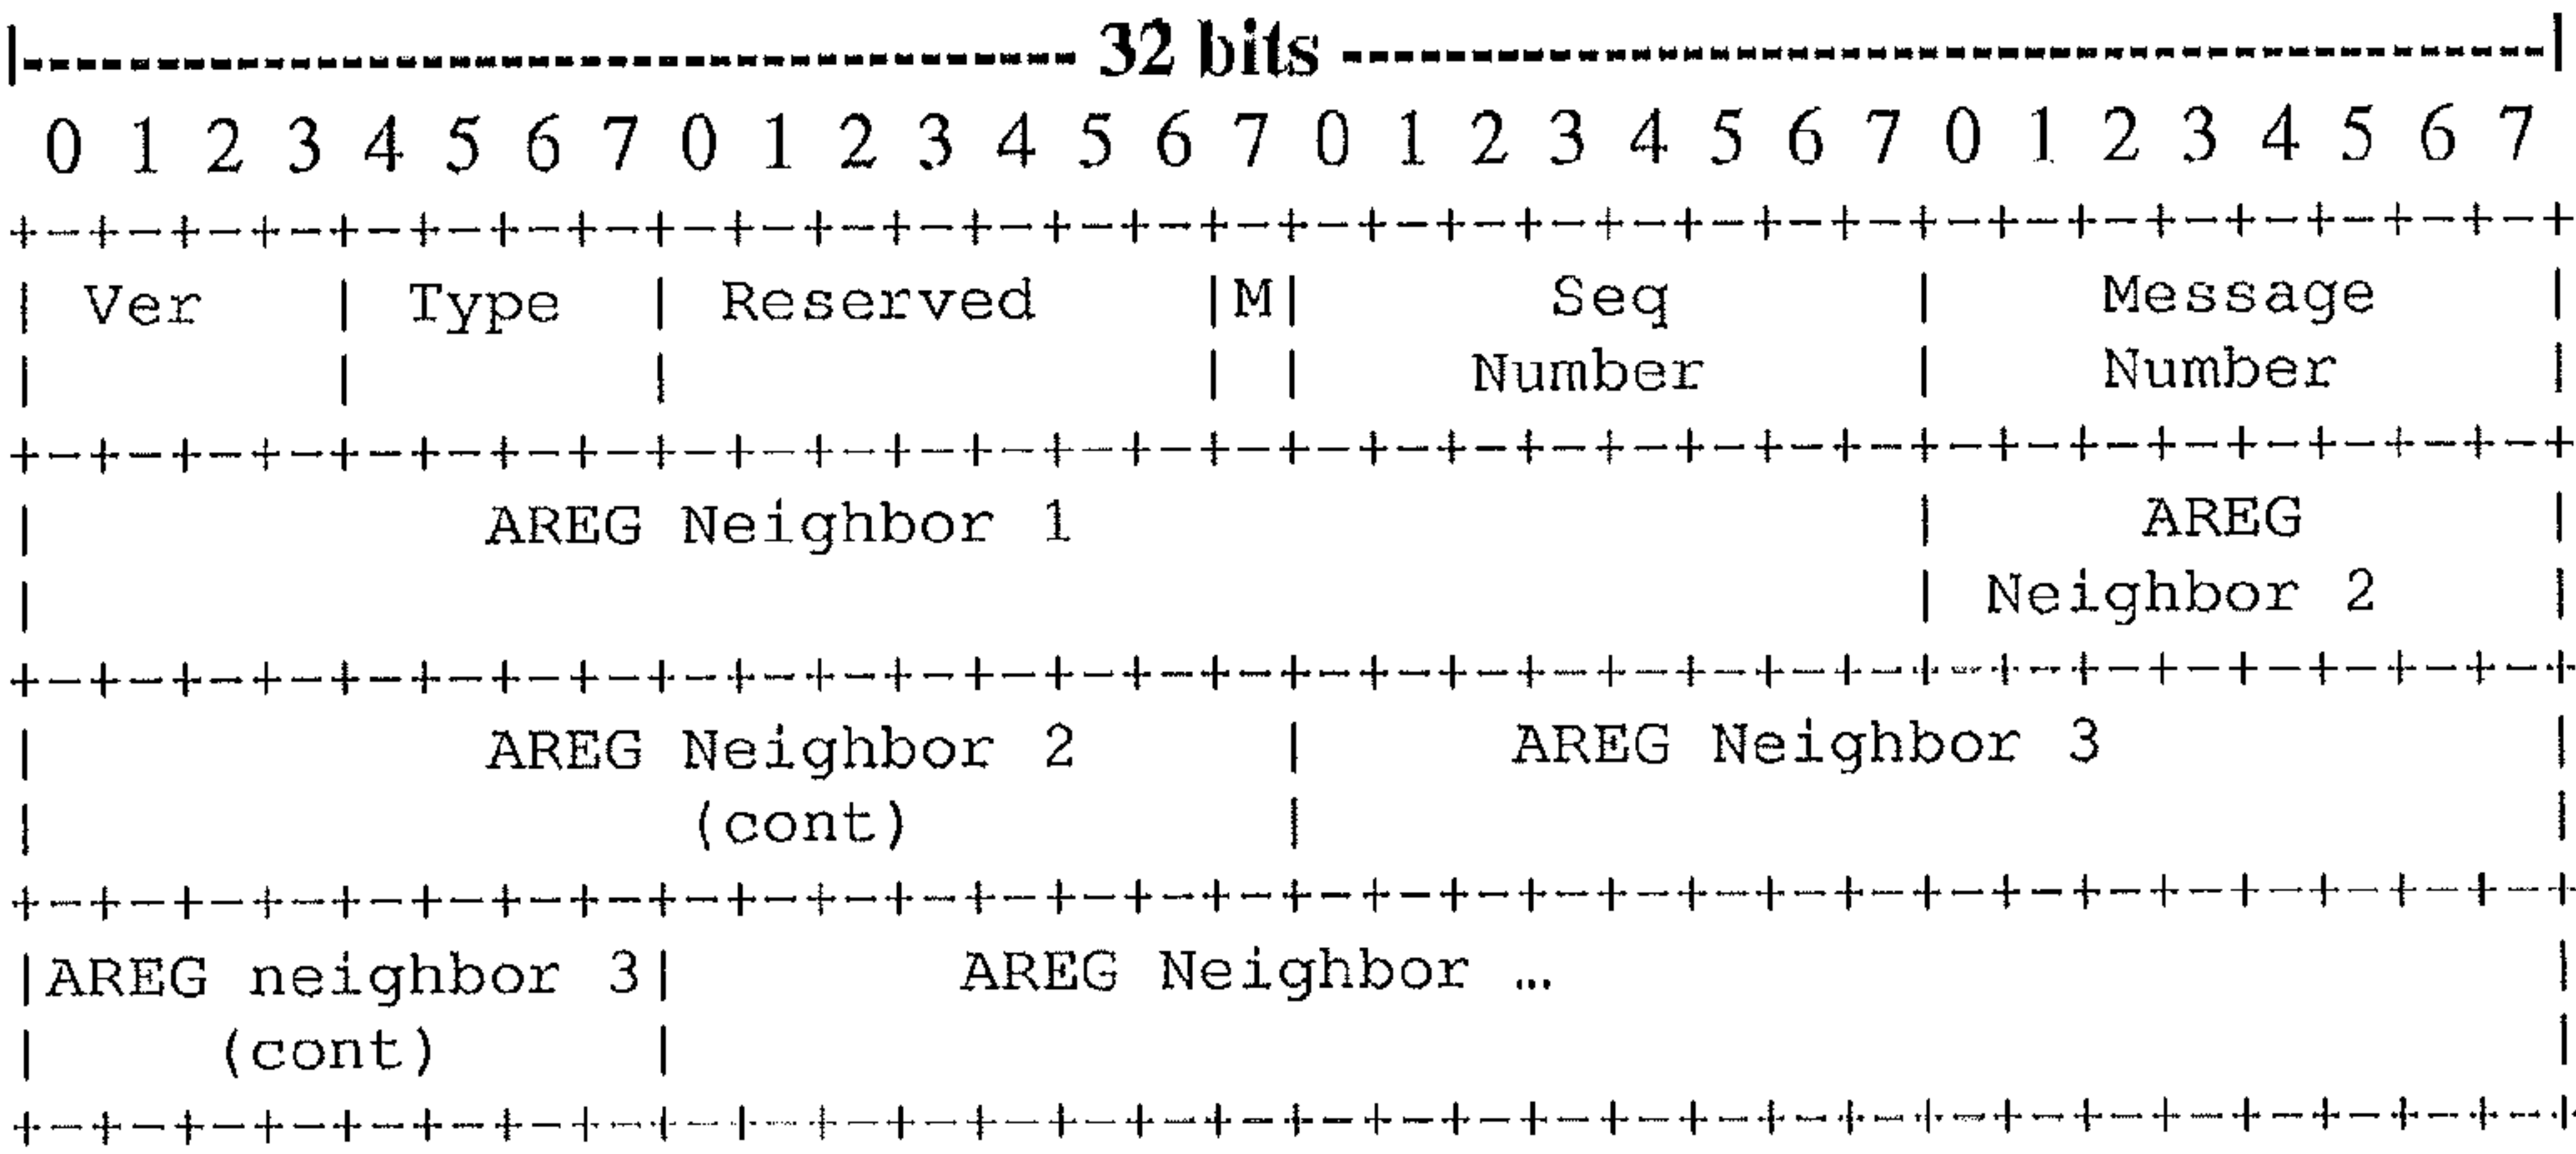 |---------------------------------------- 32 bits ----------------------------------------------|
0 1 2 3 4 5 6 7 0 1 2 3 4 5 6 7 0 1 2 3 4 5 6 7 0 1 2 3 4 5 6 7
+-+-+-+-+-+-+-+-+-+-+-+-+-+-+-+-+-+-+-+-+-+-+-+-+-+-+-+-+-+-+-+-+
| Ver | Type | Reserved |M| Seq | Message |
| | | | | Number | Number |
+-+-+-+-+-+-+-+-+-+-+-+-+-+-+-+-+-+-+-+-+-+-+-+-+-+-+-+-+-+-+-+-+
| AREG Neighbor 1 | AREG |
| | Neighbor 2 |
+-+-+-+-+-+-+-+-+-+-+-+-+-+-+-+-+-+-+-+-+-+-+-+-+-+-+-+-+-+-+-+-+
| AREG Neighbor 2 | AREG Neighbor 3 |
| (cont) | |
+-+-+-+-+-+-+-+-+-+-+-+-+-+-+-+-+-+-+-+-+-+-+-+-+-+-+-+-+-+-+-+-+
|AREG neighbor 3| AREG Neighbor … |
| (cont) | |
+-+-+-+-+-+-+-+-+-+-+-+-+-+-+-+-+-+-+-+-+-+-+-+-+-+-+-+-+-+-+-+-+